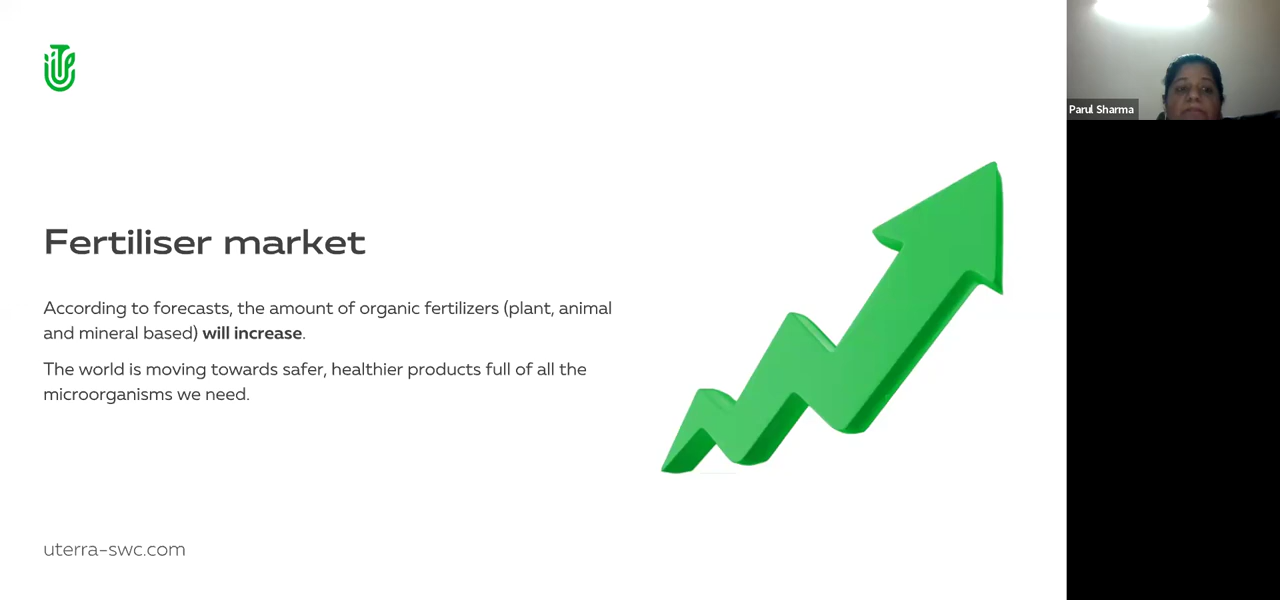 Parul Sharma
Fertiliser market
According to forecasts, the amount of organic fertilizers (plant, animal
and mineral based) will increase.
The world is moving towards safer, healthier products full of all the
microorganisms we need.
uterra-swc.com